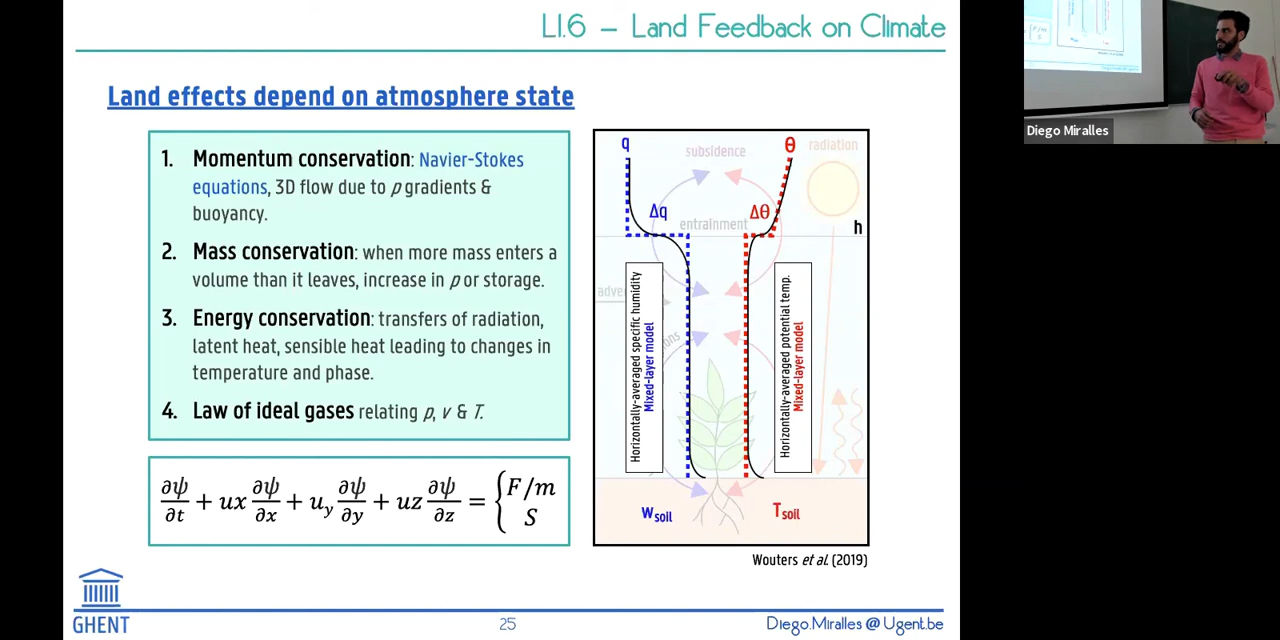 L1.6 – Land Feedback on Climate
Land effects depend on atmosphere state
1. Momentum conservation: Navier-Stokes
equations, 3D flow due to p gradients &
buoyancy.
2. Mass conservation: when more mass enters a
volume than it leaves, increase in p or storage.
3. Energy conservation: transfers of radiation,
latent heat, sensible heat leading to changes in
temperature and phase.
4. Law of ideal gases relating p, v & T.
∂ψ/∂t + ux ∂ψ/∂x + u_y ∂ψ/∂y + uz ∂ψ/∂z = { F/m
S
q
subsidence
θ
radiation
Δq
Δθ
entrainment
h
Horizontally-averaged specific humidity
Mixed-layer model
Horizontally-averaged potential temp.
Mixed-layer model
W soil
T soil
Wouters et al. (2019)
GHENT
25
Diego.Miralles @ Ugent.be
Diego Miralles